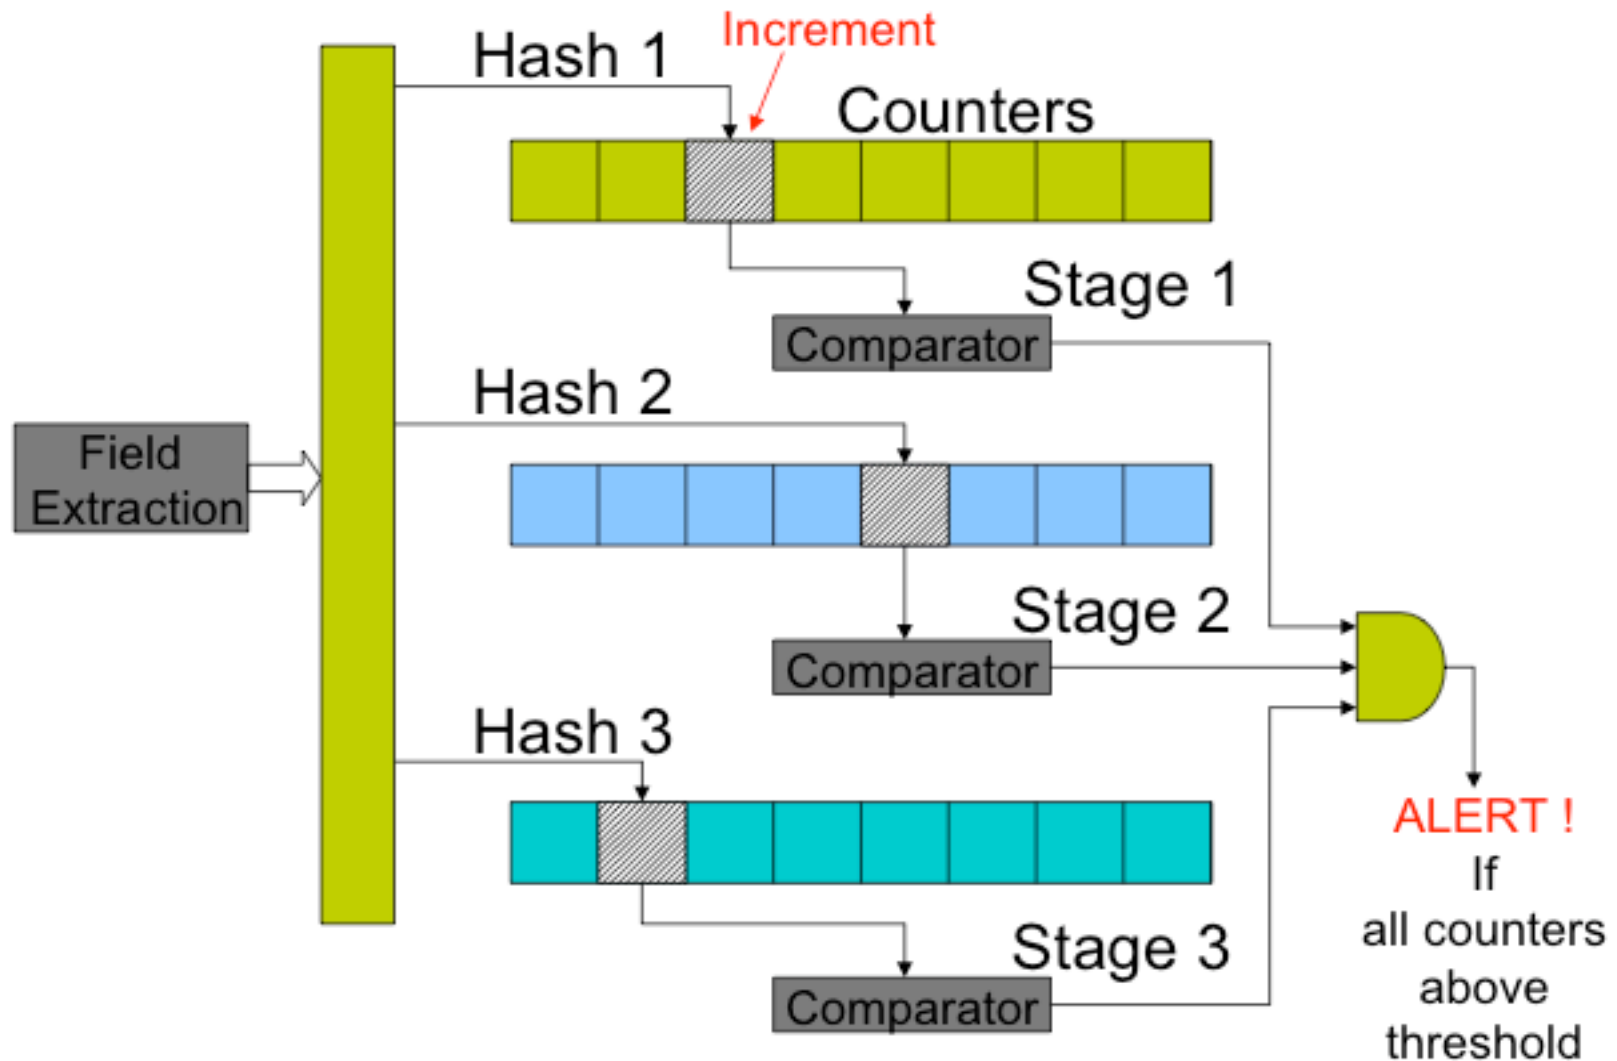 Increment
Hash 1
Counters
Stage 1
Comparator
Hash 2
Field
Extraction
Stage 2
Comparator
Hash 3
Stage 3
Comparator
ALERT !
If
all counters
above
threshold